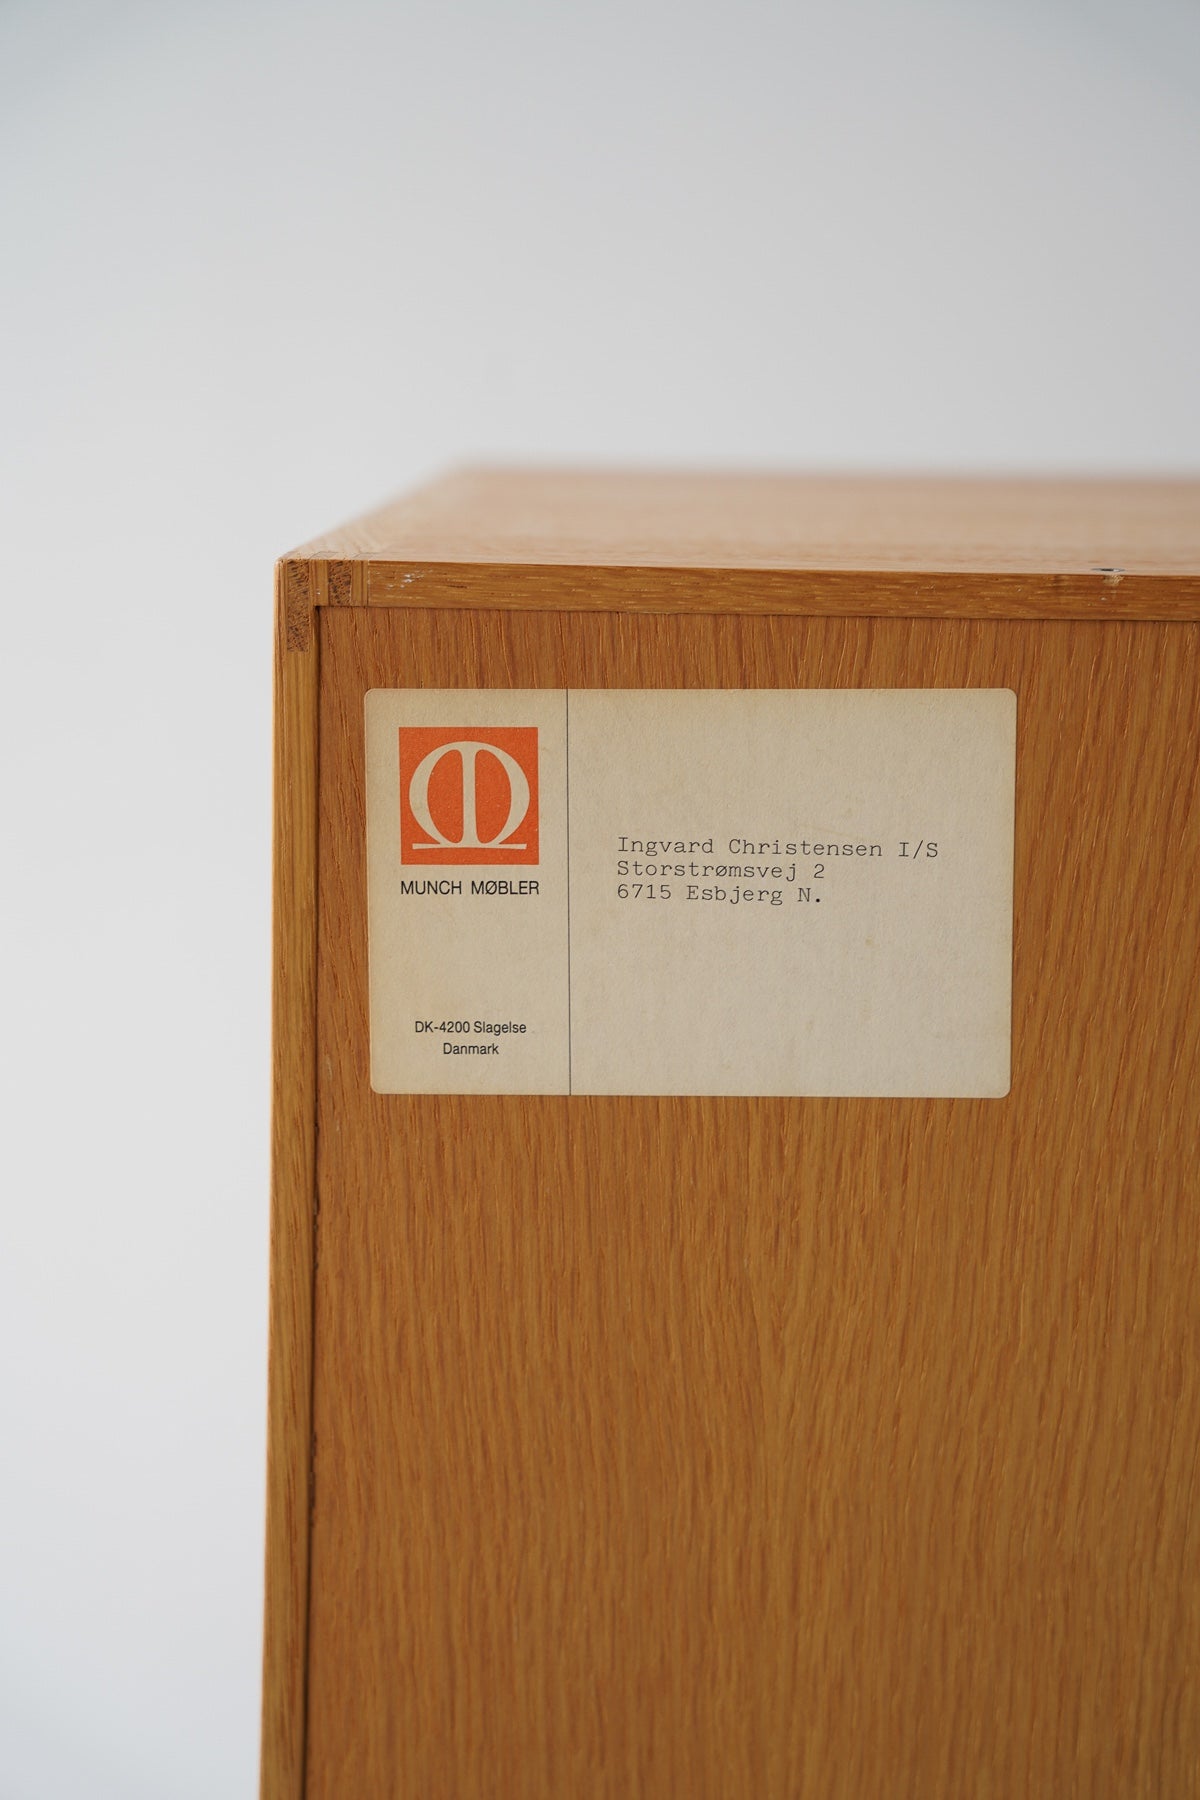 MUNCH MØBLER
DK-4200 Slagelse
Danmark
Ingvard Christensen I/S
Storstrømsvej 2
6715 Esbjerg N.